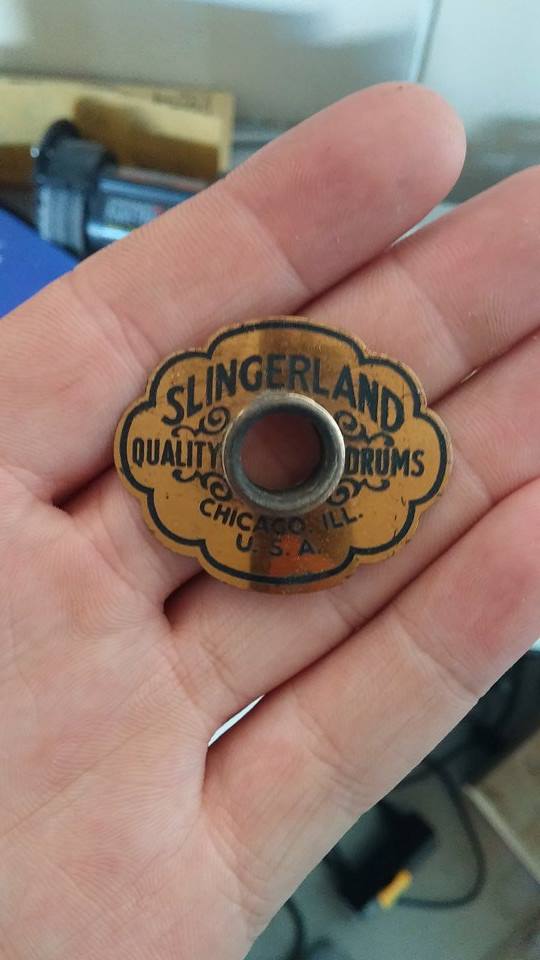 SLINGERLAND
QUALITY DRUMS
CHICAGO, ILL.
U. S. A.